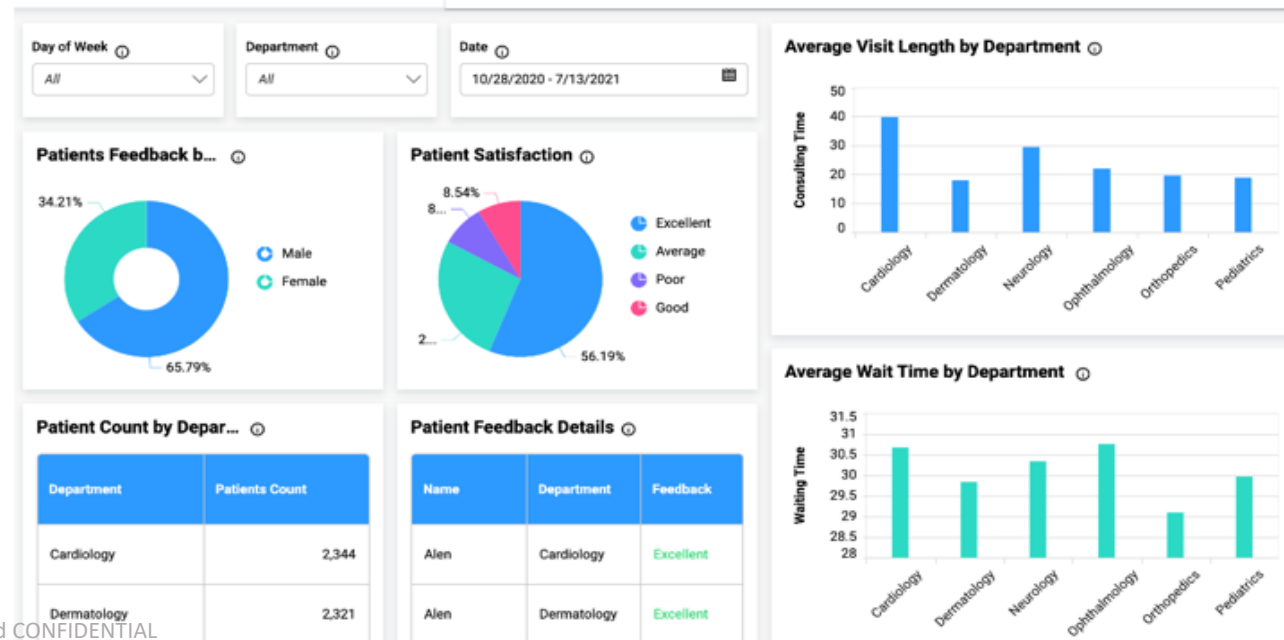 Day of Week
All
Department
All
Date
10/28/2020 - 7/13/2021
Patients Feedback b...
34.21%
65.79%
Male
Female
Patient Satisfaction
8.54%
8...
2...
56.19%
Excellent
Average
Poor
Good
Average Visit Length by Department
Consulting Time
50
40
30
20
10
0
Cardiology
Dermatology
Neurology
Ophthalmology
Orthopedics
Pediatrics
Average Wait Time by Department
Waiting Time
31.5
31
30.5
30
29.5
29
28.5
28
Cardiology
Dermatology
Neurology
Ophthalmology
Orthopedics
Pediatrics
Patient Count by Depar...
Department Patients Count
Cardiology 2,344
Dermatology 2,321
Patient Feedback Details
Name Department Feedback
Alen Cardiology Excellent
Alen Dermatology Excellent
CONFIDENTIAL